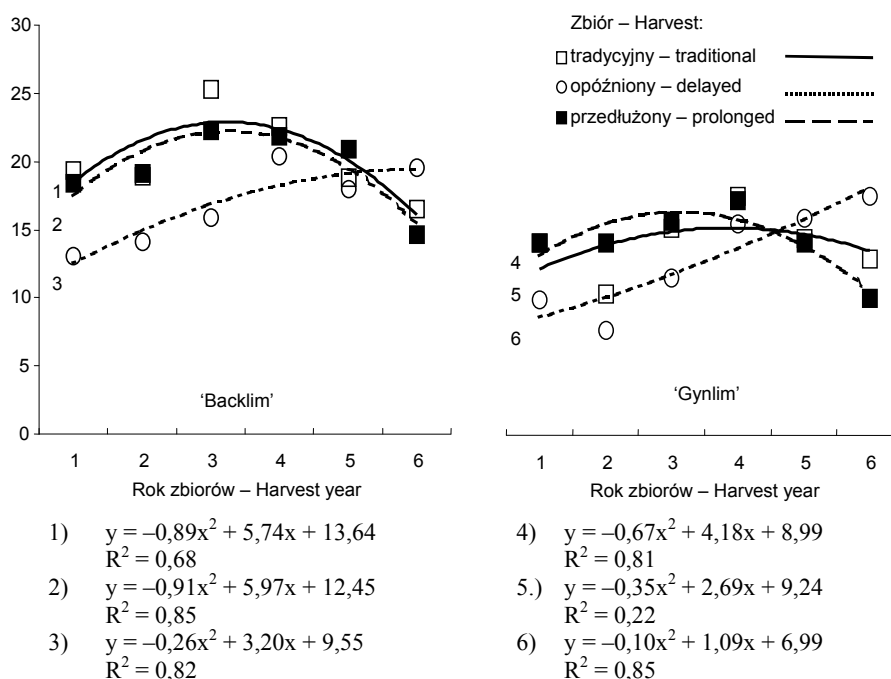 30
25
20
15
10
5
0
1
2
3
4
5
6
Zbiór – Harvest:
tradycyjny – traditional
opóźniony – delayed
przedłużony – prolonged
'Backlim'
'Gynlim'
1 2 3 4 5 6
1 2 3 4 5 6
Rok zbiorów – Harvest year
Rok zbiorów – Harvest year
1) y = –0,89x² + 5,74x + 13,64
R² = 0,68
2) y = –0,91x² + 5,97x + 12,45
R² = 0,85
3) y = –0,26x² + 3,20x + 9,55
R² = 0,82
4) y = –0,67x² + 4,18x + 8,99
R² = 0,81
5.) y = –0,35x² + 2,69x + 9,24
R² = 0,22
6) y = –0,10x² + 1,09x + 6,99
R² = 0,85